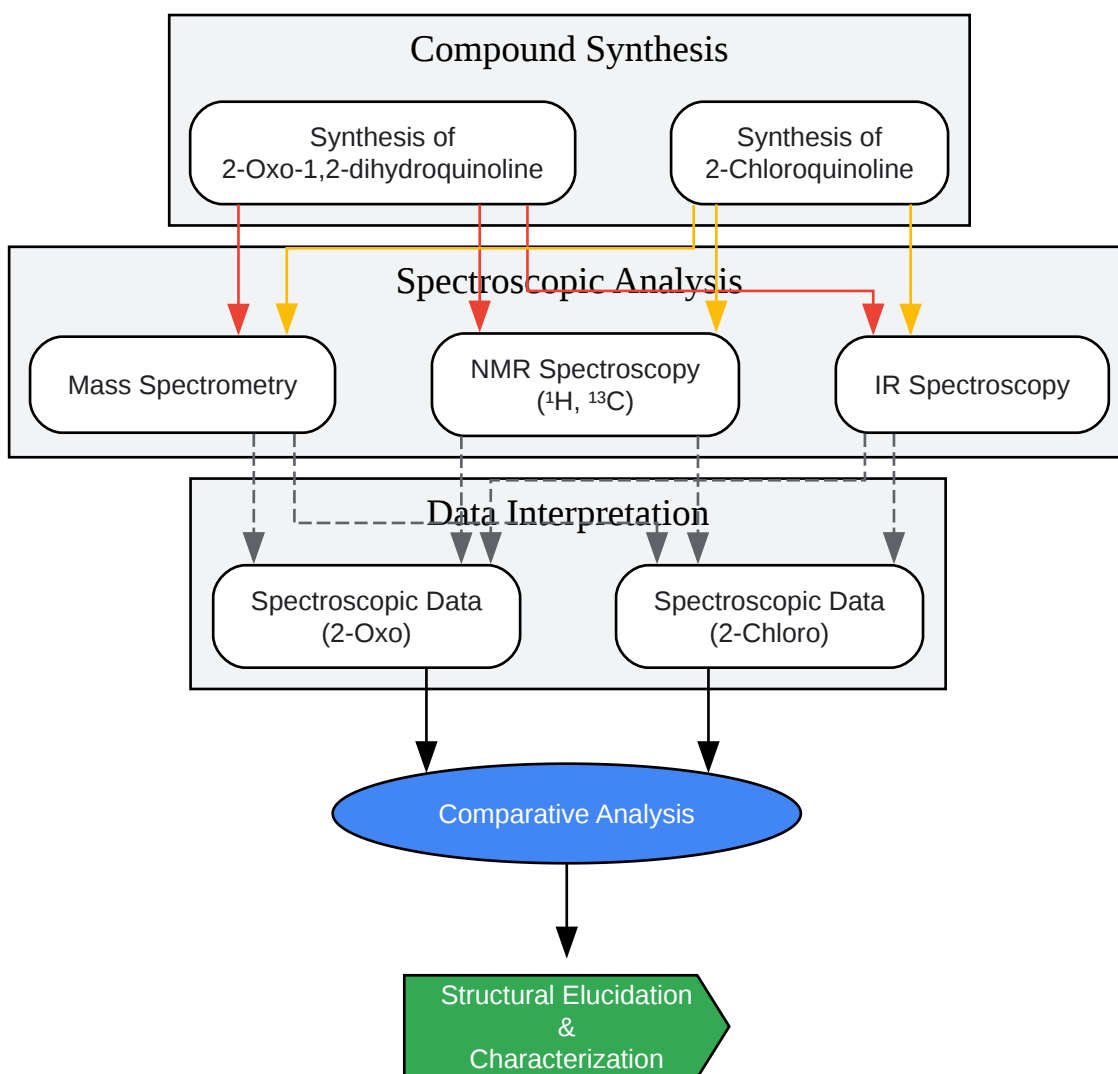 Compound Synthesis
Synthesis of
2-Oxo-1,2-dihydroquinoline
Synthesis of
2-Chloroquinoline
Spectroscopic Analysis
Mass Spectrometry
NMR Spectroscopy
(¹H, ¹³C)
IR Spectroscopy
Data Interpretation
Spectroscopic Data
(2-Oxo)
Spectroscopic Data
(2-Chloro)
Comparative Analysis
Structural Elucidation
&
Characterization